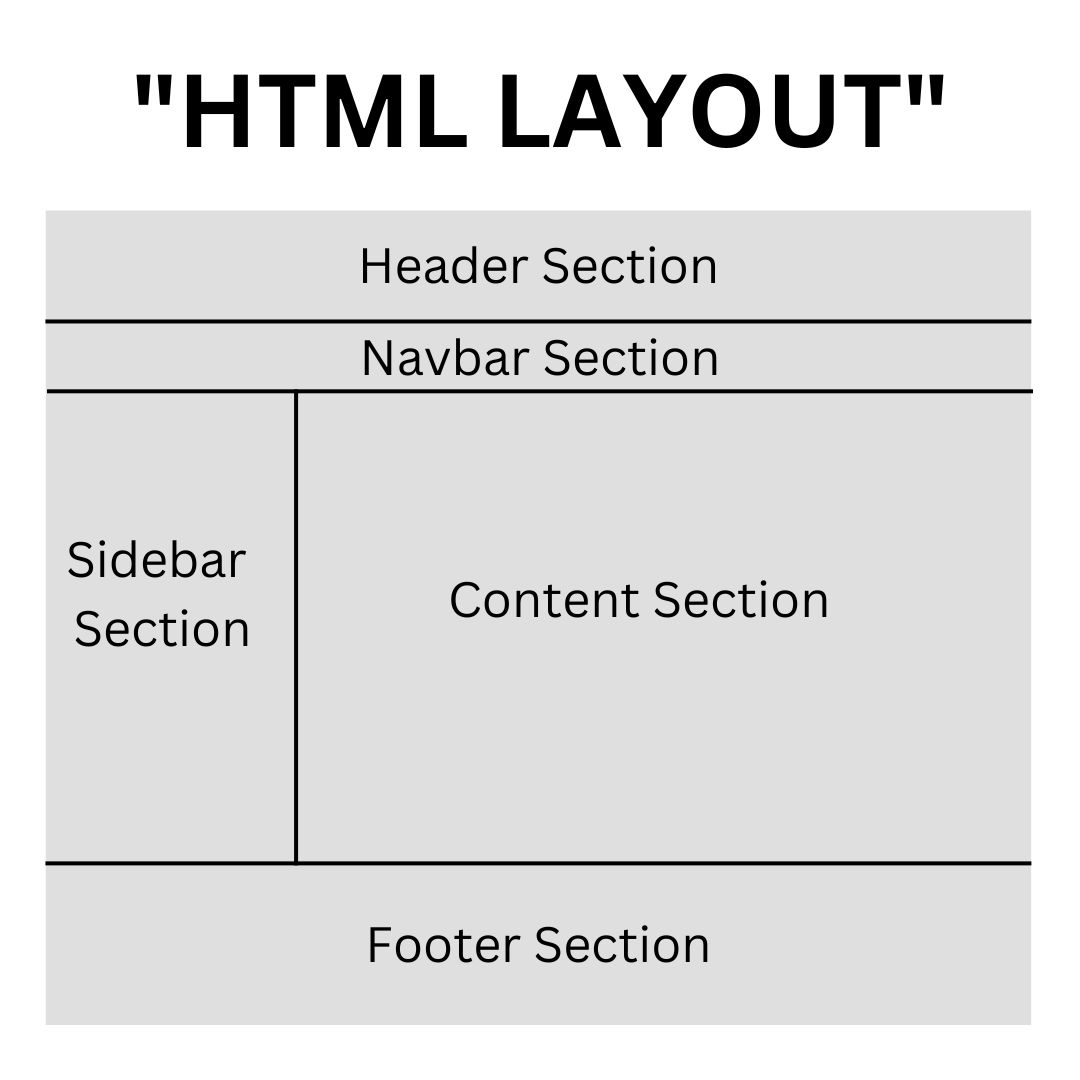 "HTML LAYOUT"
Header Section
Navbar Section
Sidebar
Section
Content Section
Footer Section